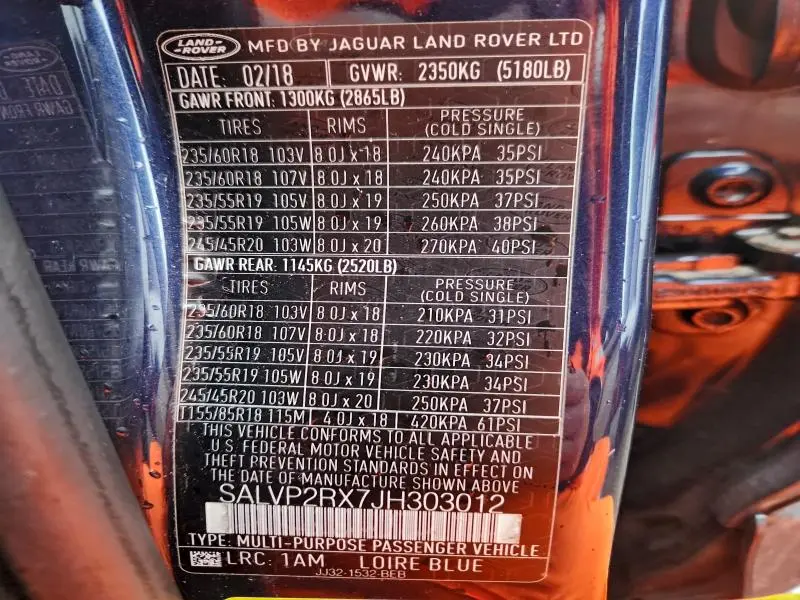 LAND-ROVER MFD BY JAGUAR LAND ROVER LTD
DATE: 02/18 GVWR: 2350KG (5180LB)
GAWR FRONT: 1300KG (2865LB)
TIRES RIMS PRESSURE (COLD SINGLE)
235/60R18 103V 8.0J x 18 240KPA 35PSI
235/60R18 107V 8.0J x 18 240KPA 35PSI
235/55R19 105V 8.0J x 19 250KPA 37PSI
235/55R19 105W 8.0J x 19 260KPA 38PSI
245/45R20 103W 8.0J x 20 270KPA 40PSI
GAWR REAR: 1145KG (2520LB)
TIRES RIMS PRESSURE (COLD SINGLE)
235/60R18 103V 8.0J x 18 210KPA 31PSI
235/60R18 107V 8.0J x 18 220KPA 32PSI
235/55R19 105V 8.0J x 19 230KPA 34PSI
235/55R19 105W 8.0J x 19 230KPA 34PSI
245/45R20 103W 8.0J x 20 250KPA 37PSI
T155/85R18 115M 4.0J x 18 420KPA 61PSI
THIS VEHICLE CONFORMS TO ALL APPLICABLE
U.S. FEDERAL MOTOR VEHICLE SAFETY AND
THEFT PREVENTION STANDARDS IN EFFECT ON
THE DATE OF MANUFACTURE SHOWN ABOVE
SALVP2RX7JH303012
TYPE: MULTI-PURPOSE PASSENGER VEHICLE
LRC: 1AM LOIRE BLUE
JJ32-1532-BEB